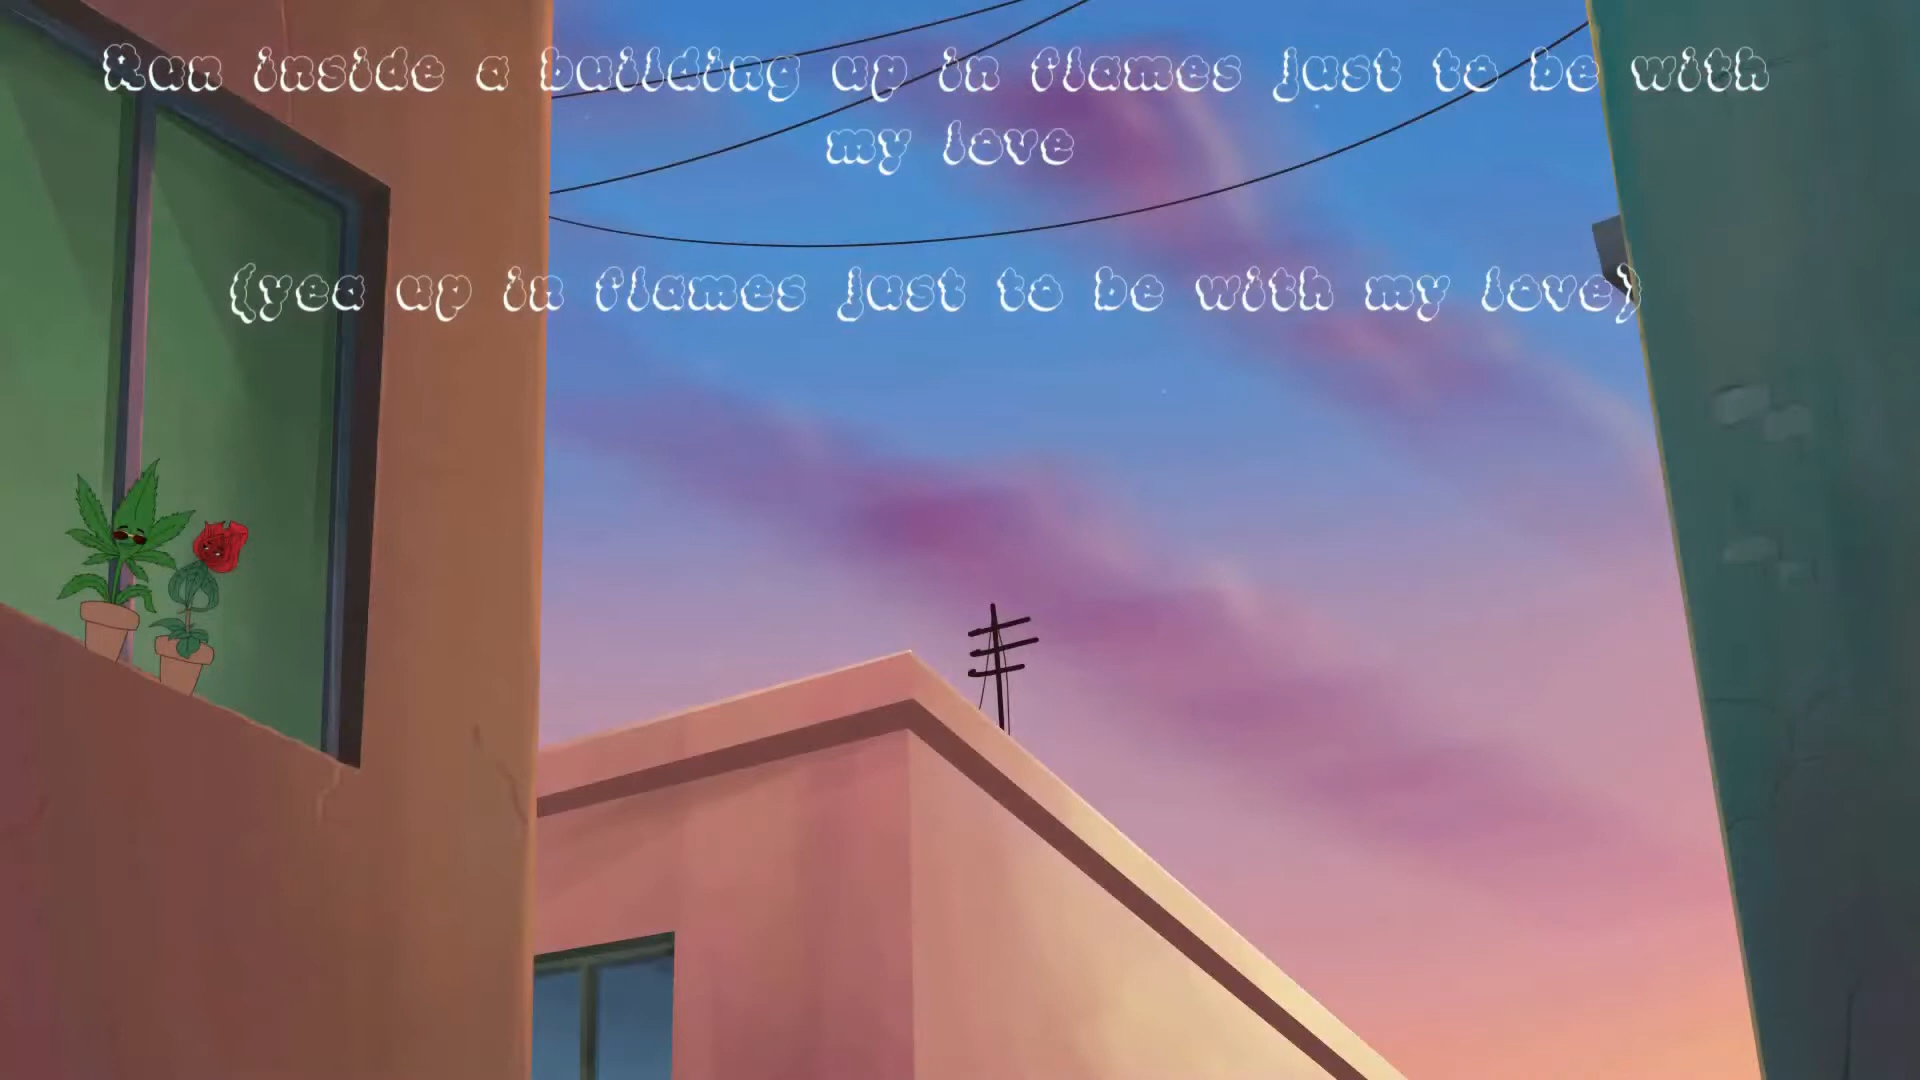 Run inside a building up in flames just to be with
my love
(yea up in flames just to be with my love)